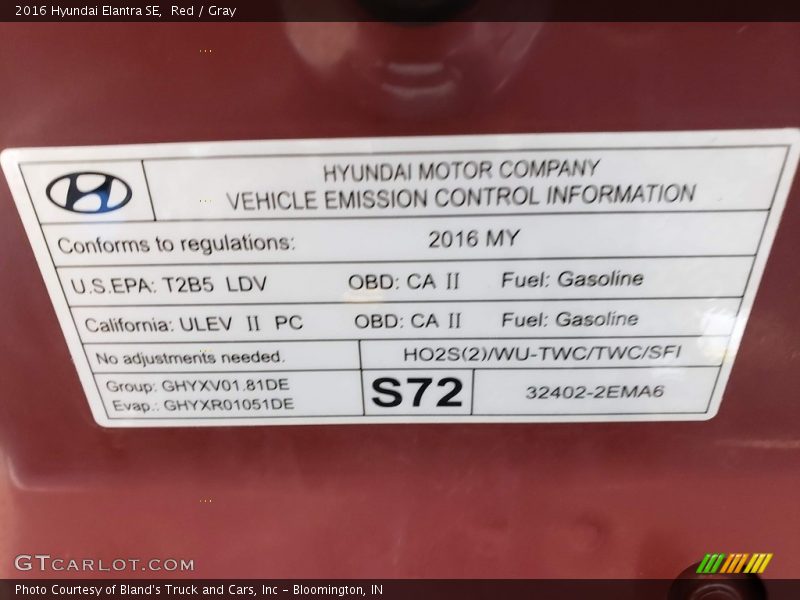 2016 Hyundai Elantra SE, Red / Gray
HYUNDAI MOTOR COMPANY
VEHICLE EMISSION CONTROL INFORMATION
Conforms to regulations: 2016 MY
U.S.EPA: T2B5 LDV OBD: CA II Fuel: Gasoline
California: ULEV II PC OBD: CA II Fuel: Gasoline
No adjustments needed. HO2S(2)/WU-TWC/TWC/SFI
Group: GHYXV01.81DE
Evap.: GHYXR01051DE
S72
32402-2EMA6
GTCARLOT.COM
Photo Courtesy of Bland's Truck and Cars, Inc - Bloomington, IN